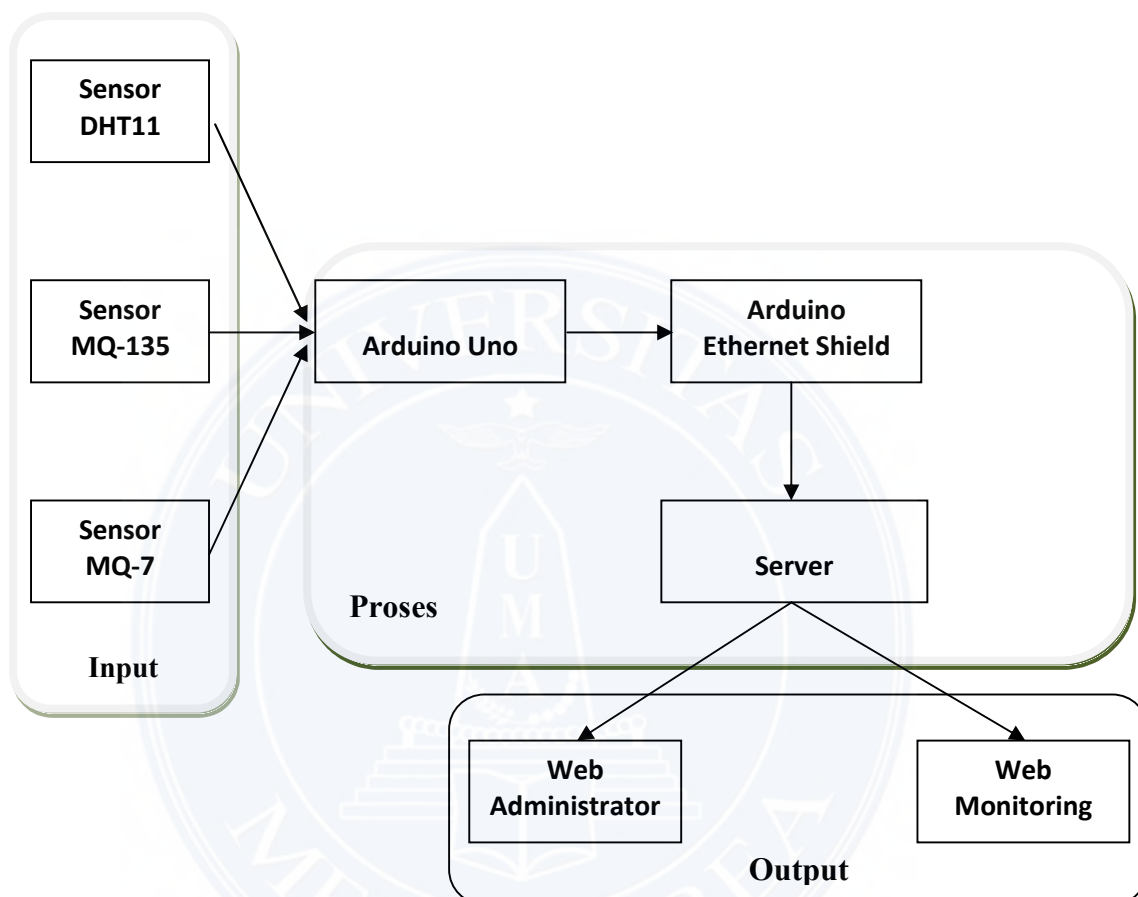 Sensor
DHT11
Sensor
MQ-135
Sensor
MQ-7
Input
Arduino Uno
Arduino
Ethernet Shield
Server
Proses
Web
Administrator
Web
Monitoring
Output
UNIVERSITAS
U
M
A